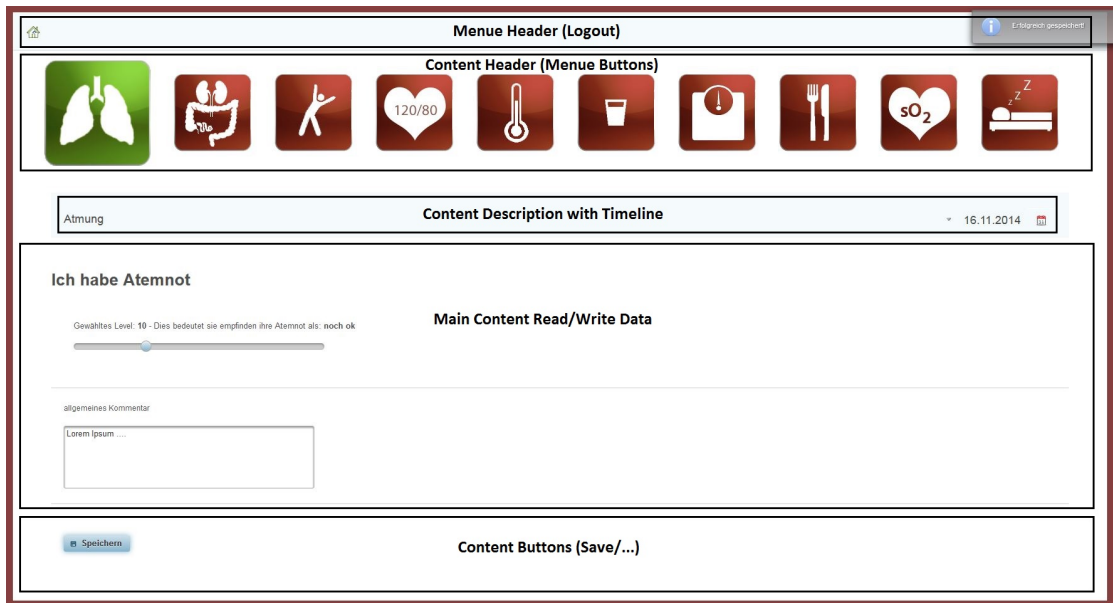 Menue Header (Logout)
Erfolgreich gespeichert!
Content Header (Menue Buttons)
120/80
sO2
z Z Z
Atmung
Content Description with Timeline
16.11.2014
Ich habe Atemnot
Gewähltes Level: 10 - Dies bedeutet sie empfinden ihre Atemnot als: noch ok
Main Content Read/Write Data
allgemeines Kommentar
Lorem Ipsum ....
Speichern
Content Buttons (Save/...)